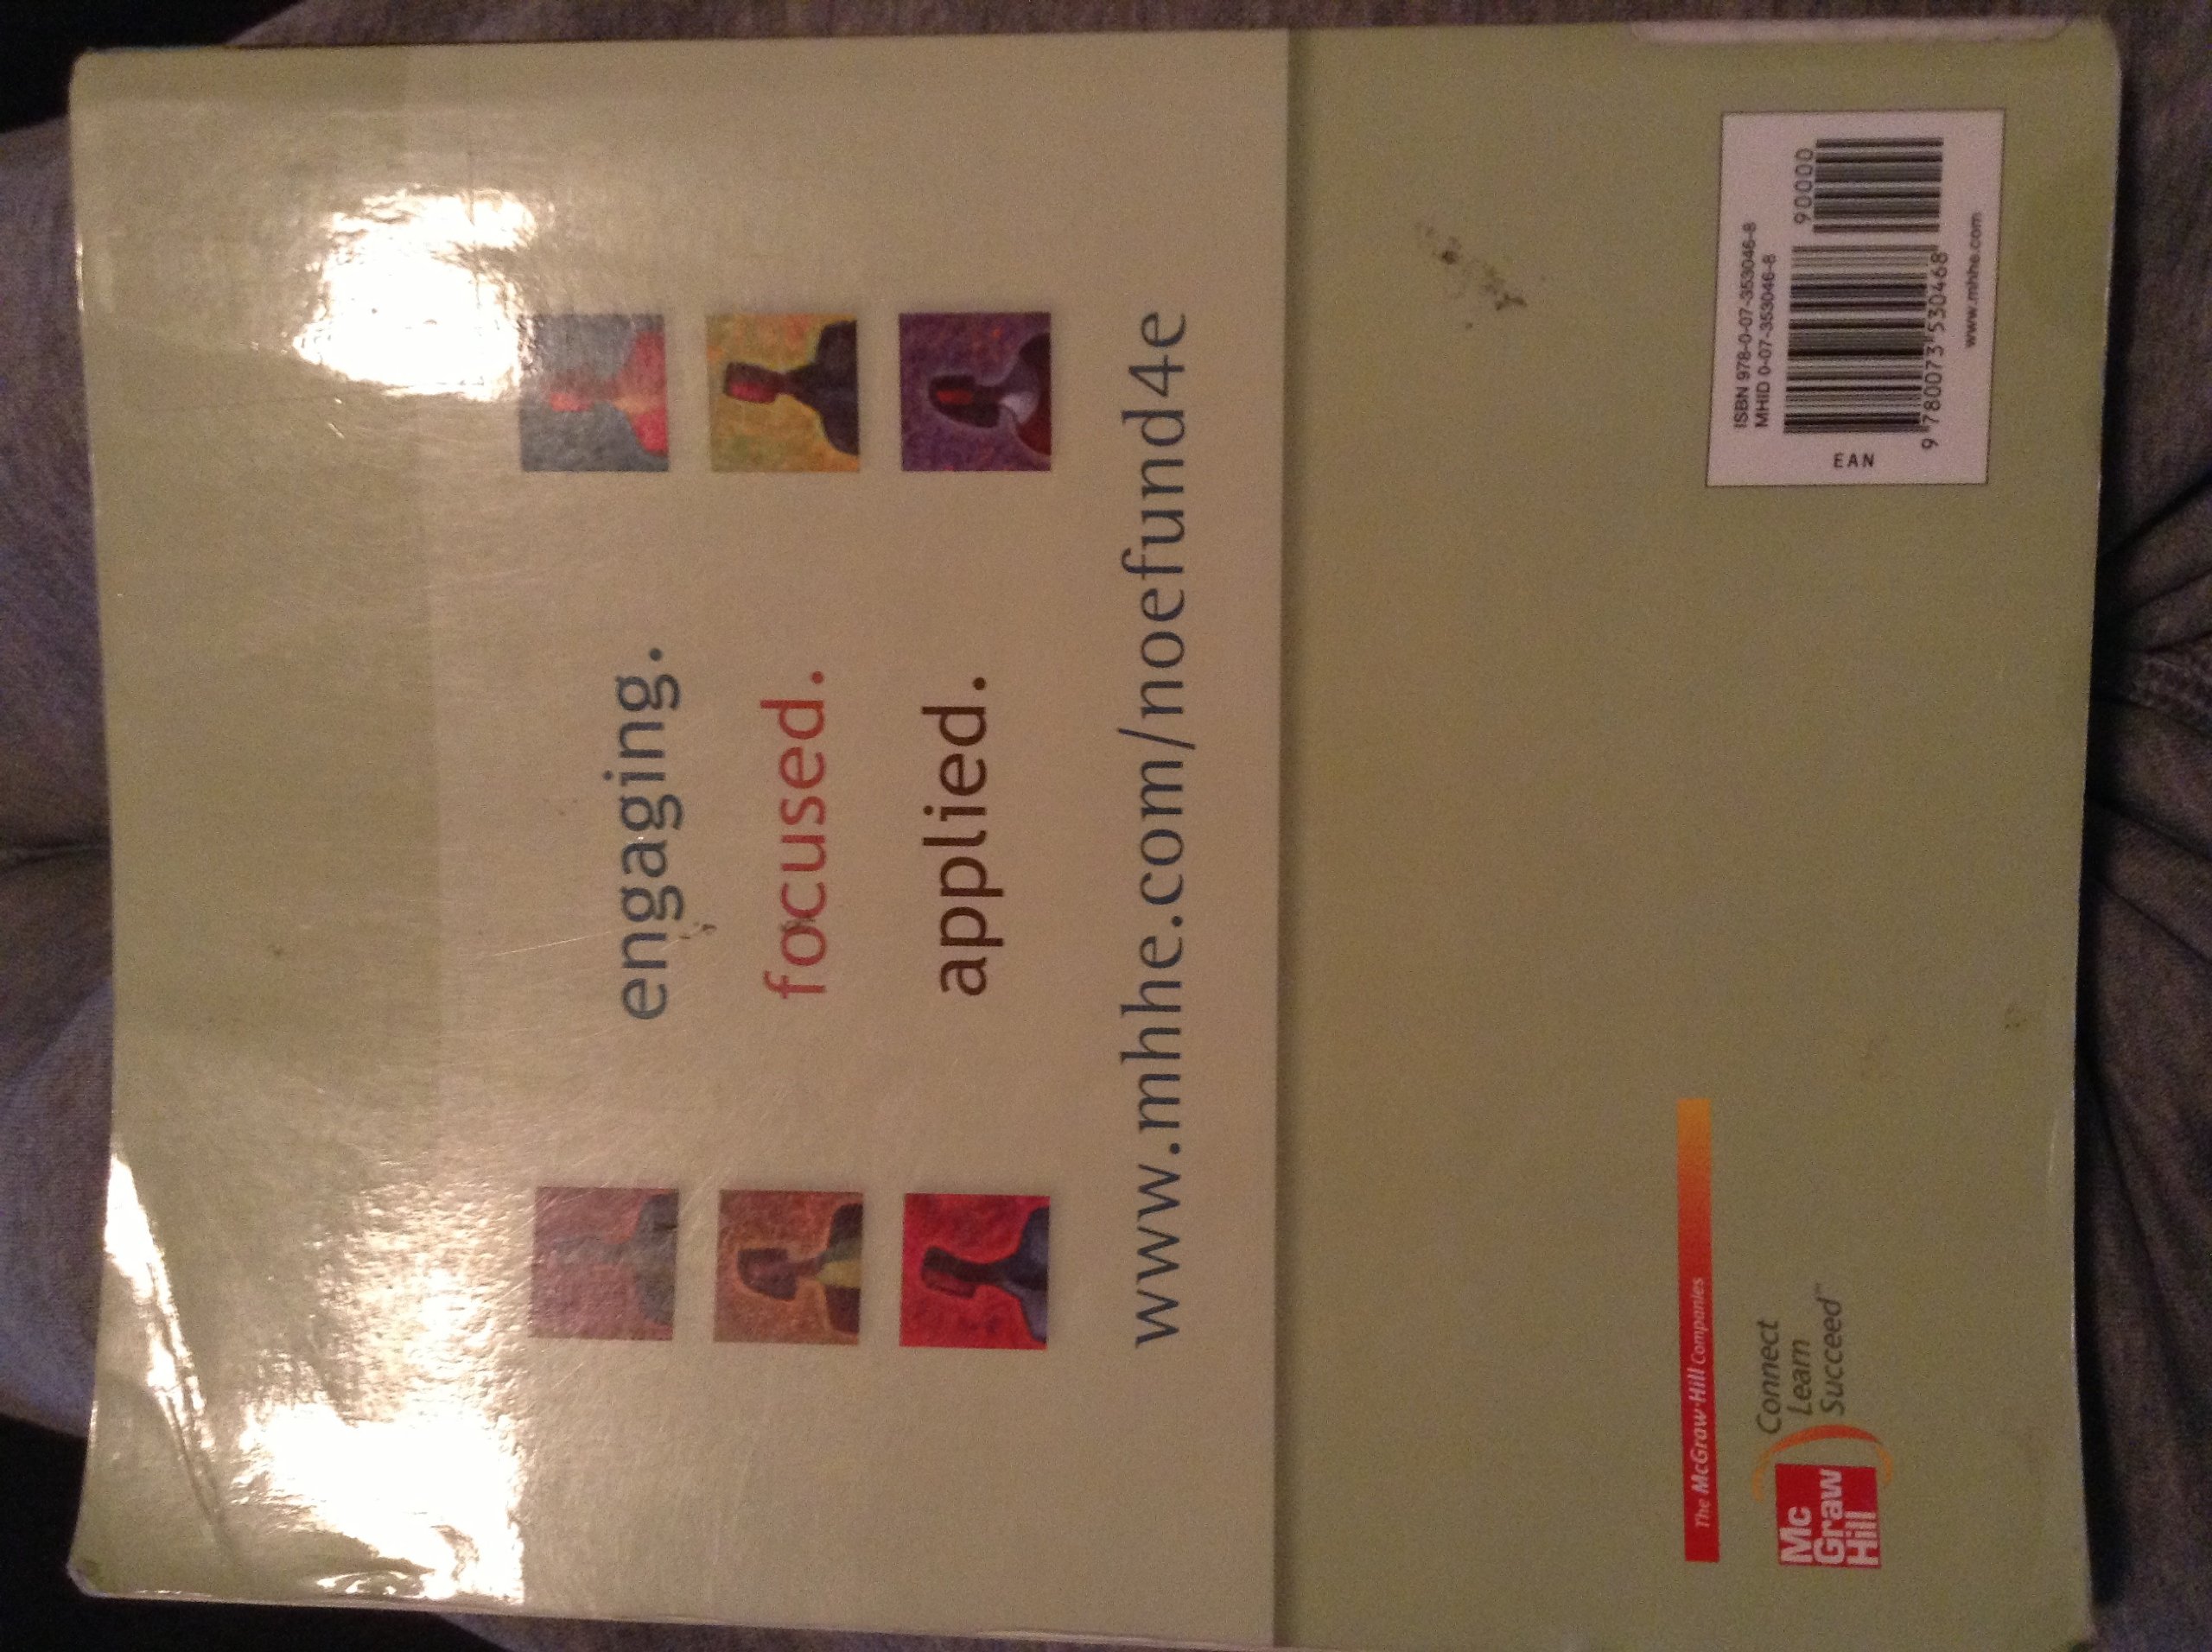 engaging.
focused.
applied.
www.mhhe.com/noefund4e
The McGraw·Hill Companies
Mc
Graw
Hill
Connect
Learn
Succeed™
ISBN 978-0-07-353046-8
MHID 0-07-353046-8
90000
EAN
9 780073 530468
www.mhhe.com